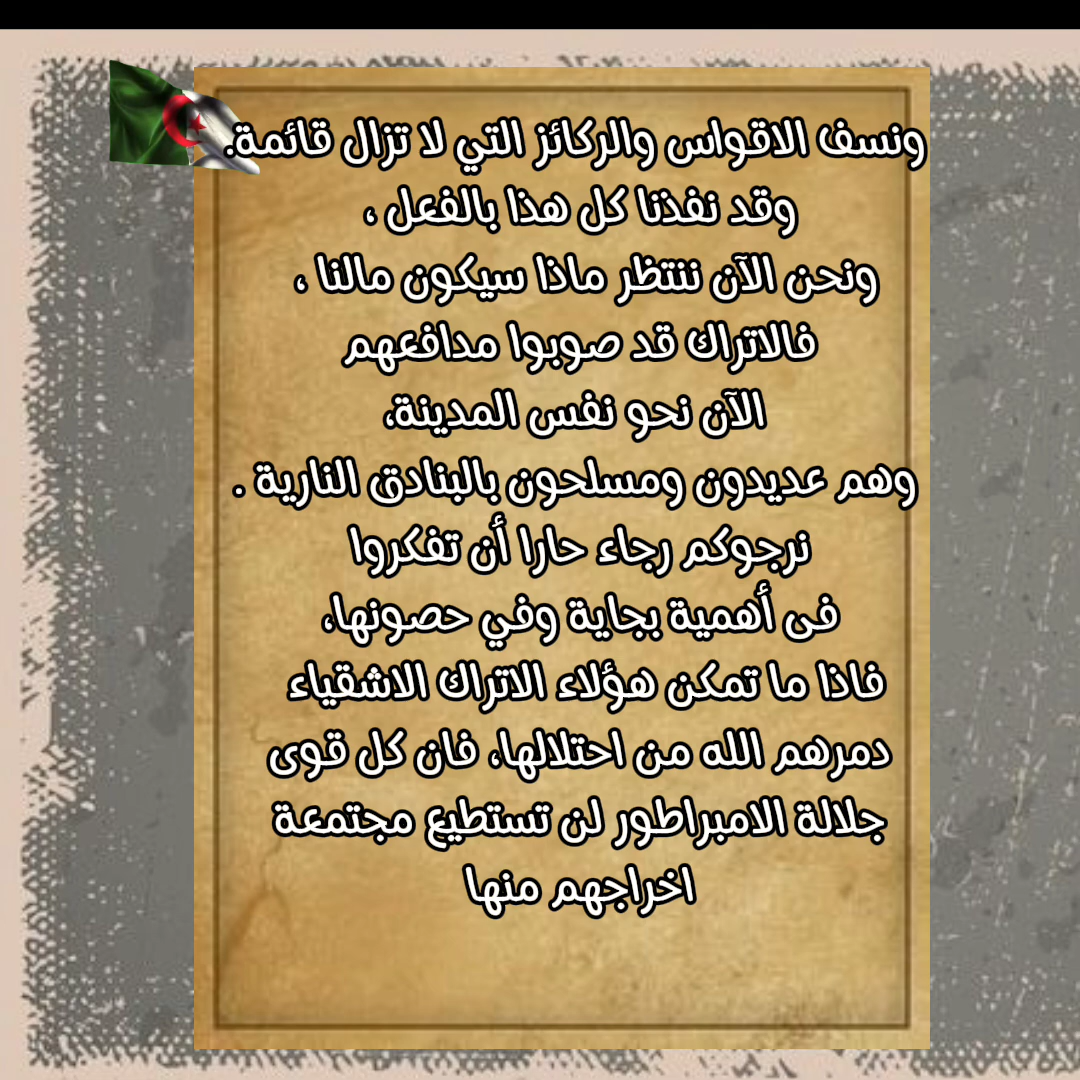 ونسف الاقواس والركائز التي لا تزال قائمة.
وقد نفذنا كل هذا بالفعل ،
ونحن الآن ننتظر ماذا سيكون مالنا ،
فالاتراك قد صوبوا مدافعهم
الآن نحو نفس المدينة،
وهم عديدون ومسلحون بالبنادق النارية .
نرجوكم رجاء حارا أن تفكروا
فى أهمية بجاية وفي حصونها،
فاذا ما تمكن هؤلاء الاتراك الاشقياء
دمرهم الله من احتلالها، فان كل قوى
جلالة الامبراطور لن تستطيع مجتمعة
اخراجهم منها